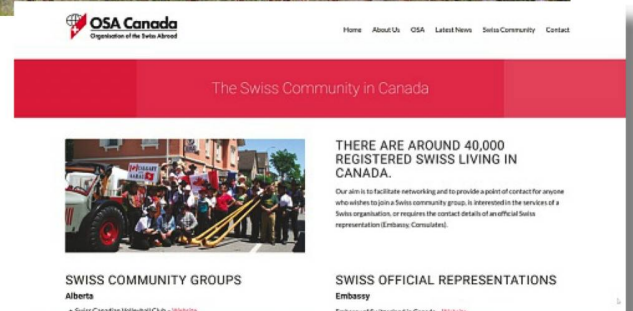 OSA Canada
Organisation of the Swiss Abroad
Home About Us OSA Latest News Swiss Community Contact
The Swiss Community in Canada
THERE ARE AROUND 40,000
REGISTERED SWISS LIVING IN
CANADA.
Our aim is to facilitate networking and to provide a point of contact for anyone
who wishes to join a Swiss community group, is interested in the services of a
Swiss organisation, or requires the contact details of an official Swiss
representation (Embassy, Consulates).
SWISS COMMUNITY GROUPS
Alberta
SWISS OFFICIAL REPRESENTATIONS
Embassy